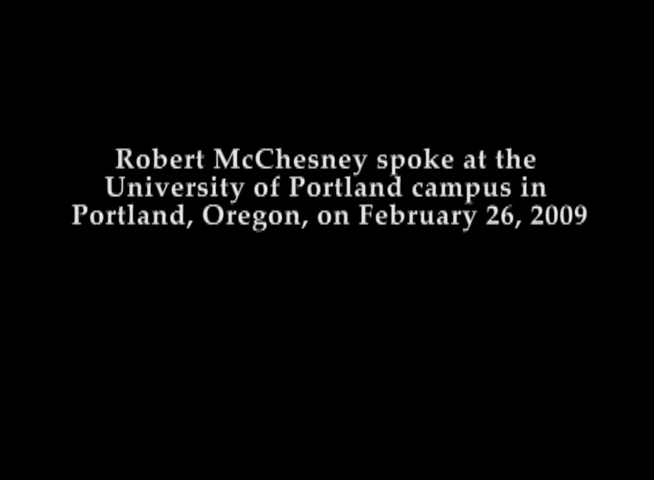 Robert McChesney spoke at the
University of Portland campus in
Portland, Oregon, on February 26, 2009